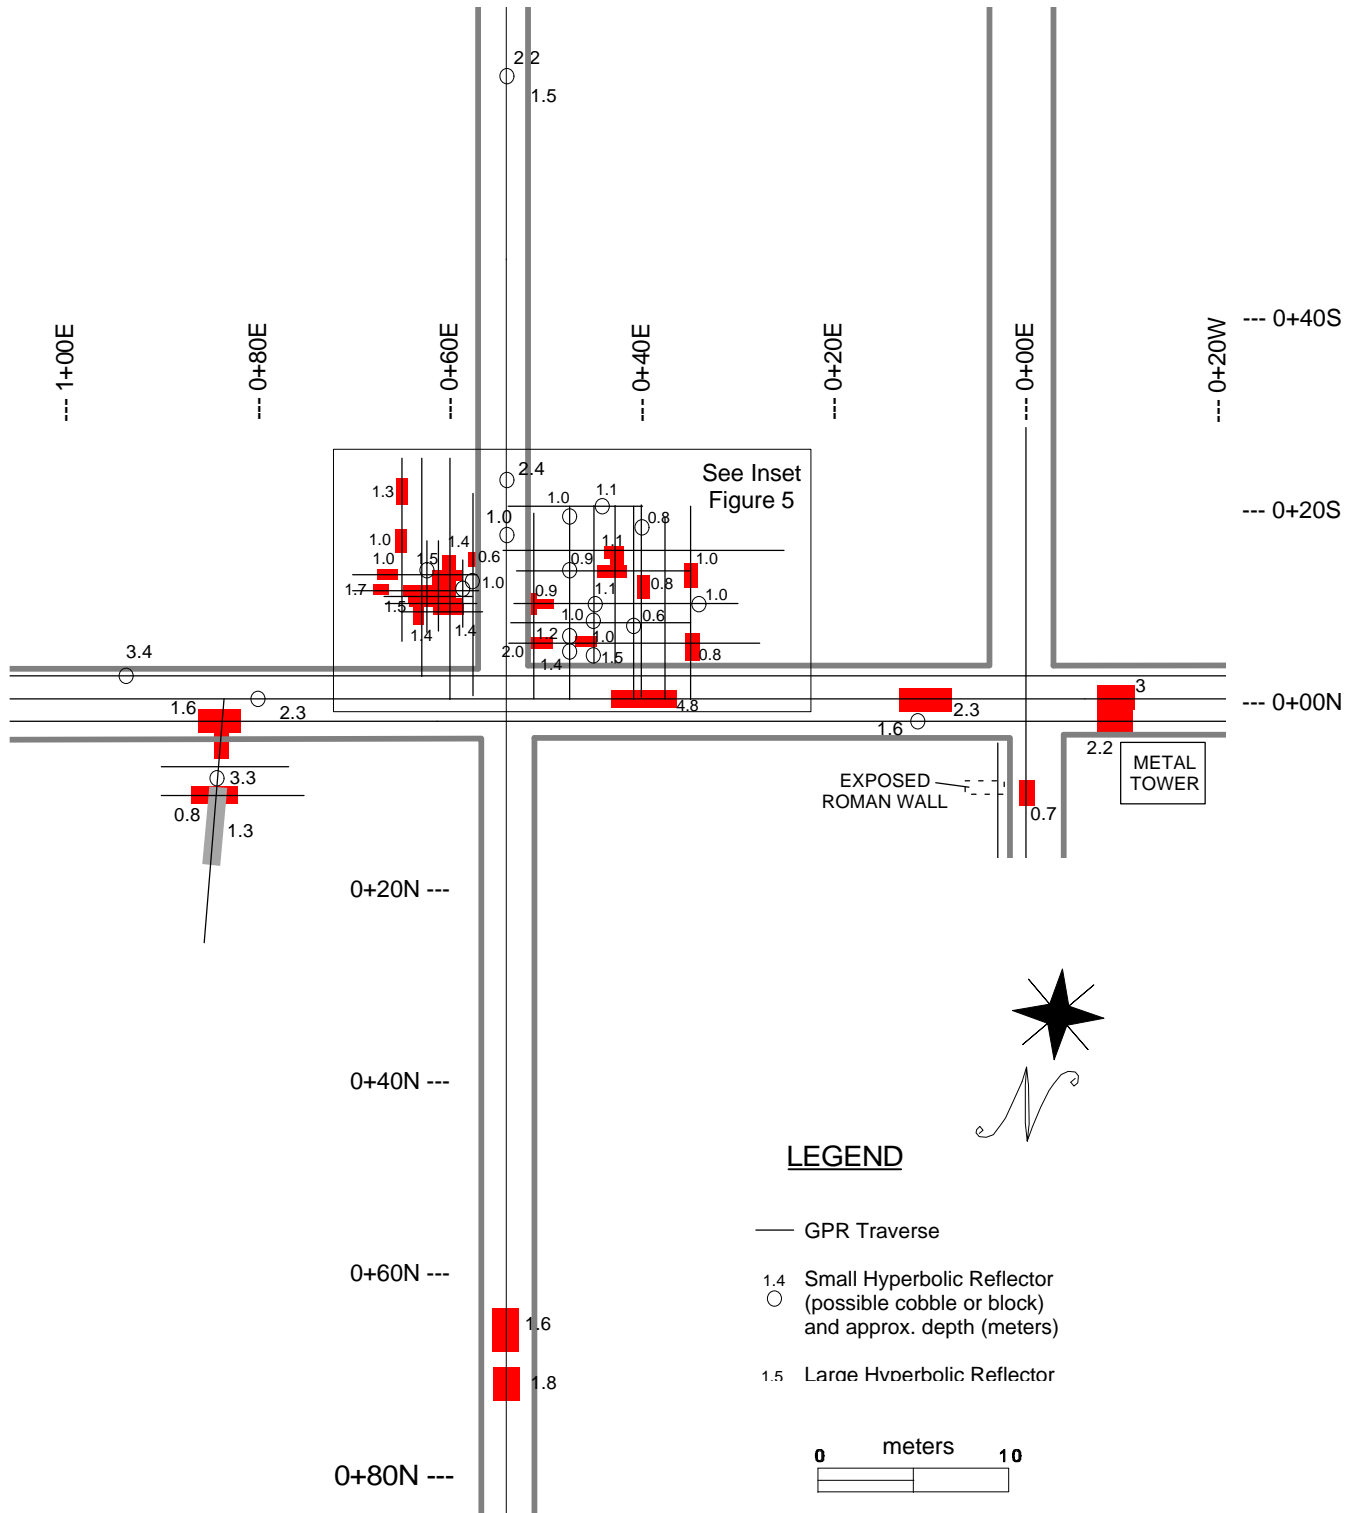 2.2
1.5
--- 1+00E
--- 0+80E
--- 0+60E
--- 0+40E
--- 0+20E
--- 0+00E
--- 0+20W
--- 0+40S
See Inset
Figure 5
2.4
1.3
1.0
1.1
--- 0+20S
1.0
0.8
1.0
1.4
1.1
1.0
1.5
0.6
0.9
1.0
1.7
1.0
0.8
0.9
1.1
1.0
1.5
1.0
0.6
1.4
1.4
1.2
1.0
2.0
1.4
1.5
0.8
3.4
3
--- 0+00N
1.6
2.3
4.8
2.3
1.6
2.2
METAL
TOWER
3.3
EXPOSED
ROMAN WALL
0.8
1.3
0.7
0+20N ---
0+40N ---
N
LEGEND
GPR Traverse
0+60N ---
1.4 Small Hyperbolic Reflector
(possible cobble or block)
and approx. depth (meters)
1.6
1.5 Large Hyperbolic Reflector
1.8
0 meters 10
0+80N ---